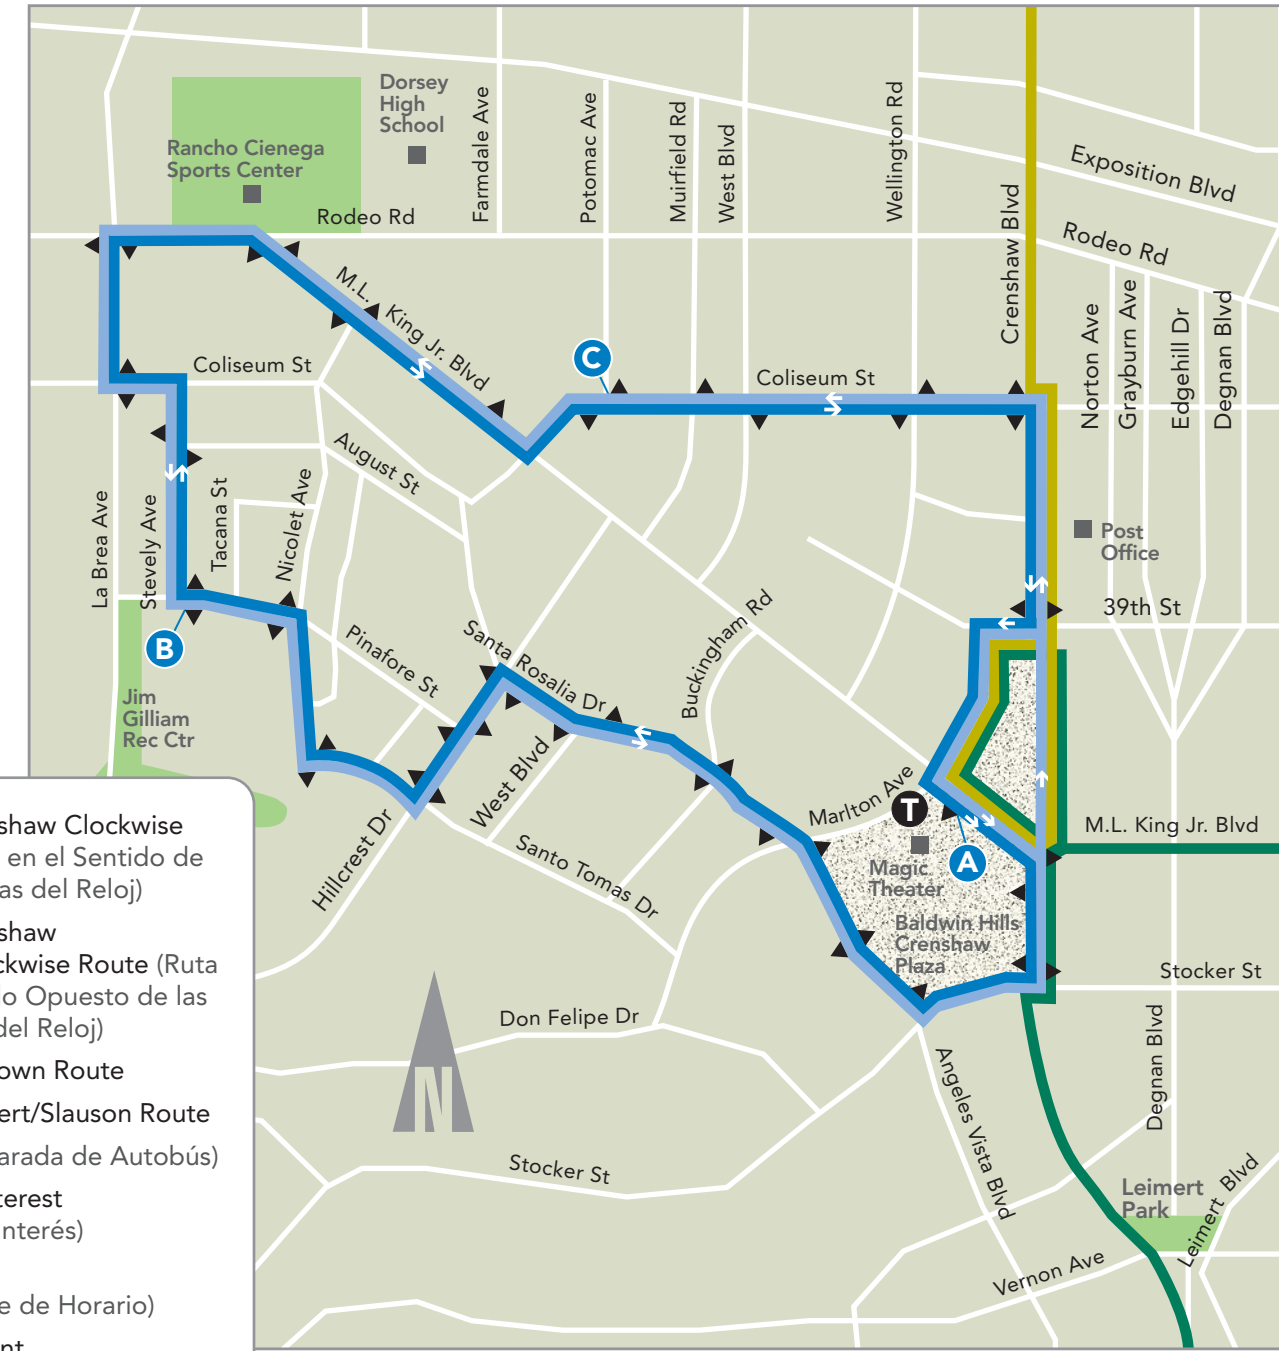 Dorsey
High
School
Rancho Cienega
Sports Center
Rodeo Rd
Farmdale Ave
Potomac Ave
Muirfield Rd
West Blvd
Wellington Rd
Crenshaw Blvd
Exposition Blvd
Rodeo Rd
Norton Ave
Grayburn Ave
Edgehill Dr
Degnan Blvd
M.L. King Jr. Blvd
C
Coliseum St
Coliseum St
August St
La Brea Ave
Stevely Ave
Tacana St
Nicolet Ave
Post
Office
39th St
B
Jim
Gilliam
Rec Ctr
Pinafore St
Santa Rosalia Dr
Buckingham Rd
West Blvd
Hillcrest Dr
Santo Tomas Dr
Marlton Ave
T
A
Magic
Theater
Baldwin Hills
Crenshaw
Plaza
M.L. King Jr. Blvd
Stocker St
Don Felipe Dr
N
Angeles Vista Blvd
Degnan Blvd
Stocker St
Leimert
Park
Leimert Blvd
Vernon Ave
shaw Clockwise
en el Sentido de
as del Reloj)
shaw
ckwise Route (Ruta
do Opuesto de las
del Reloj)
own Route
ert/Slauson Route
arada de Autobús)
terest
nterés)
e de Horario)
nt